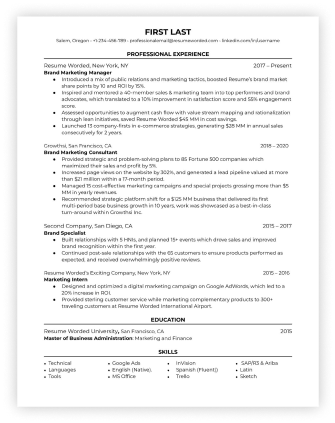 FIRST LAST
Salem, Oregon • +1-234-456-789 • professionalemail@resumeworded.com • linkedin.com/in/username
PROFESSIONAL EXPERIENCE
Resume Worded, New York, NY 2017 – Present
Brand Marketing Manager
● Introduced a mix of public relations and marketing tactics, boosted Resume's brand market
share points by 10 and ROI by 15%.
● Inspired and mentored a 40-member sales & marketing team into top performers and brand
advocates, which translated to a 10% improvement in satisfaction score and 55% engagement
score.
● Assessed opportunities to augment cash flow with value stream mapping and rationalization
through lean initiatives, saved Resume Worded $45 MM in cost savings.
● Launched 13 company-firsts in e-commerce strategies, generating $28 MM in annual sales
consecutively for 2 years.
Growthsi, San Francisco, CA 2018 – 2020
Brand Marketing Consultant
● Provided strategic and problem-solving plans to 85 Fortune 500 companies which
maximized their sales and profit by 5%.
● Increased page views on the website by 302%, and generated a lead pipeline valued at more
than $21 million within a 17-month period.
● Managed 15 cost-effective marketing campaigns and special projects grossing more than $5
MM in yearly revenues.
● Recommended strategic platform shift for a $125 MM business that delivered its first
multi-period base business growth in 10 years, work was showcased as a best-in-class
turn-around within Growthsi Inc.
Second Company, San Diego, CA 2015 – 2017
Brand Specialist
● Built relationships with 5 HNIs, and planned 15+ events which drove sales and improved
brand recognition within the first year.
● Continued post-sale relationships with the 65 customers to ensure products performed as
expected, and received overwhelmingly positive reviews.
Resume Worded's Exciting Company, New York, NY 2015 – 2016
Marketing Intern
● Designed and optimized a digital marketing campaign on Google AdWords, which led to a
20% increase in ROI.
● Provided sterling customer service while marketing complementary products to 300+
traveling customers at Resume Worded International Airport.
EDUCATION
Resume Worded University, San Francisco, CA 2015
Master of Business Administration: Marketing and Finance
SKILLS
• Technical • Google Ads • InVision • SAP/R3 & Ariba
• Languages • English (Native), • Spanish (Fluent)) • Latin
• Tools • MS Office • Trello • Sketch